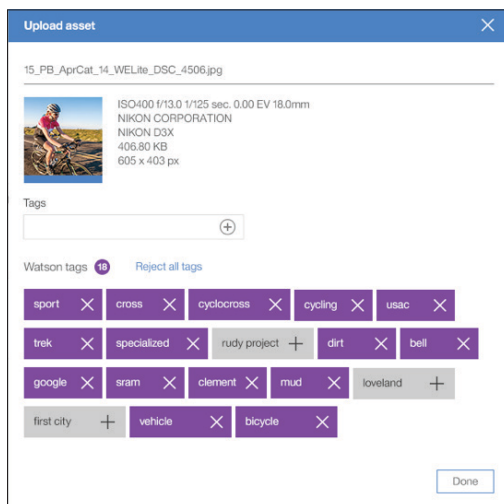 Upload asset
15_PB_AprCat_14_WELite_DSC_4506.jpg
ISO400 f/13.0 1/125 sec. 0.00 EV 18.0mm
NIKON CORPORATION
NIKON D3X
406.80 KB
605 x 403 px
Tags
Watson tags 18 Reject all tags
sport cross cyclocross cycling usac
trek specialized rudy project dirt bell
google sram clement mud loveland
first city vehicle bicycle
Done